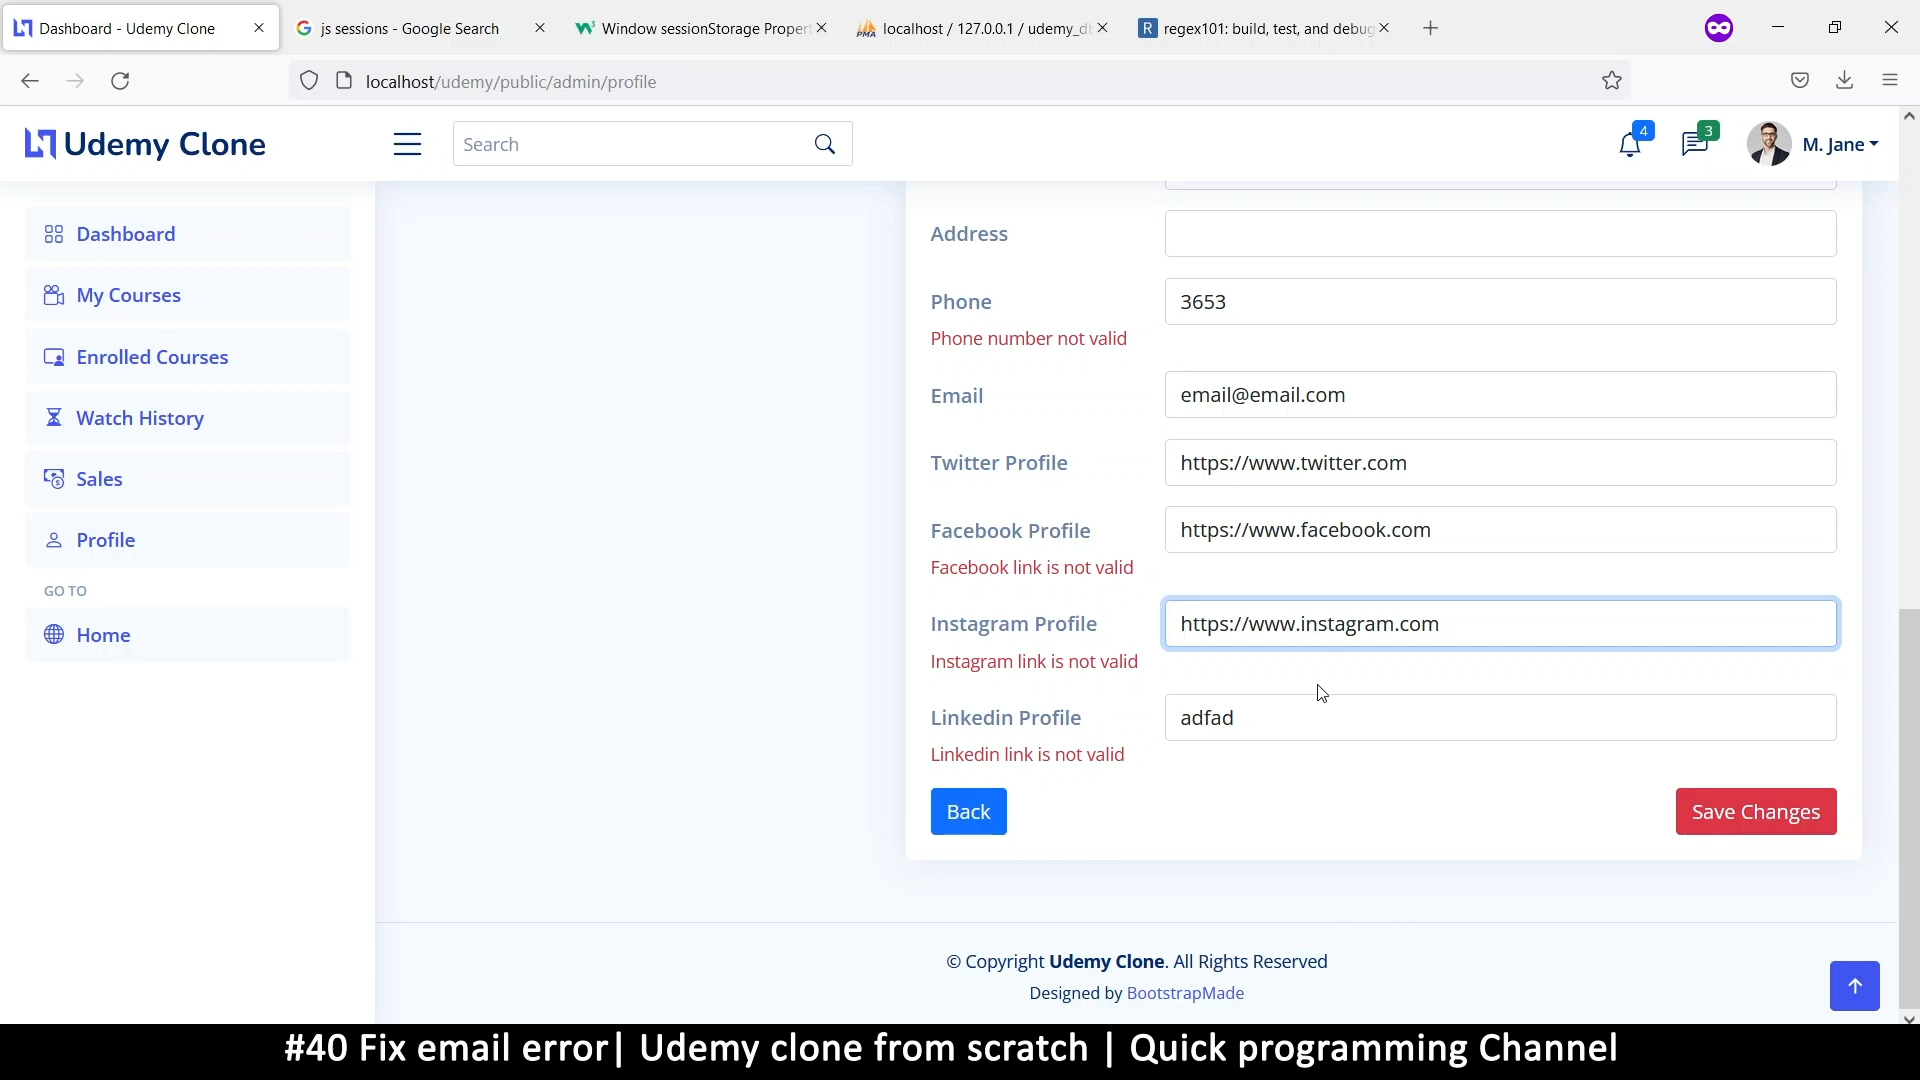 Dashboard - Udemy Clone
js sessions - Google Search
Window sessionStorage Propert
localhost / 127.0.0.1 / udemy_db
regex101: build, test, and debug
localhost/udemy/public/admin/profile
Udemy Clone
Search
4
3
M. Jane
Dashboard
My Courses
Enrolled Courses
Watch History
Sales
Profile
GO TO
Home
Address
Phone
3653
Phone number not valid
Email
email@email.com
Twitter Profile
https://www.twitter.com
Facebook Profile
https://www.facebook.com
Facebook link is not valid
Instagram Profile
https://www.instagram.com
Instagram link is not valid
Linkedin Profile
adfad
Linkedin link is not valid
Back
Save Changes
© Copyright Udemy Clone. All Rights Reserved
Designed by BootstrapMade
#40 Fix email error| Udemy clone from scratch | Quick programming Channel